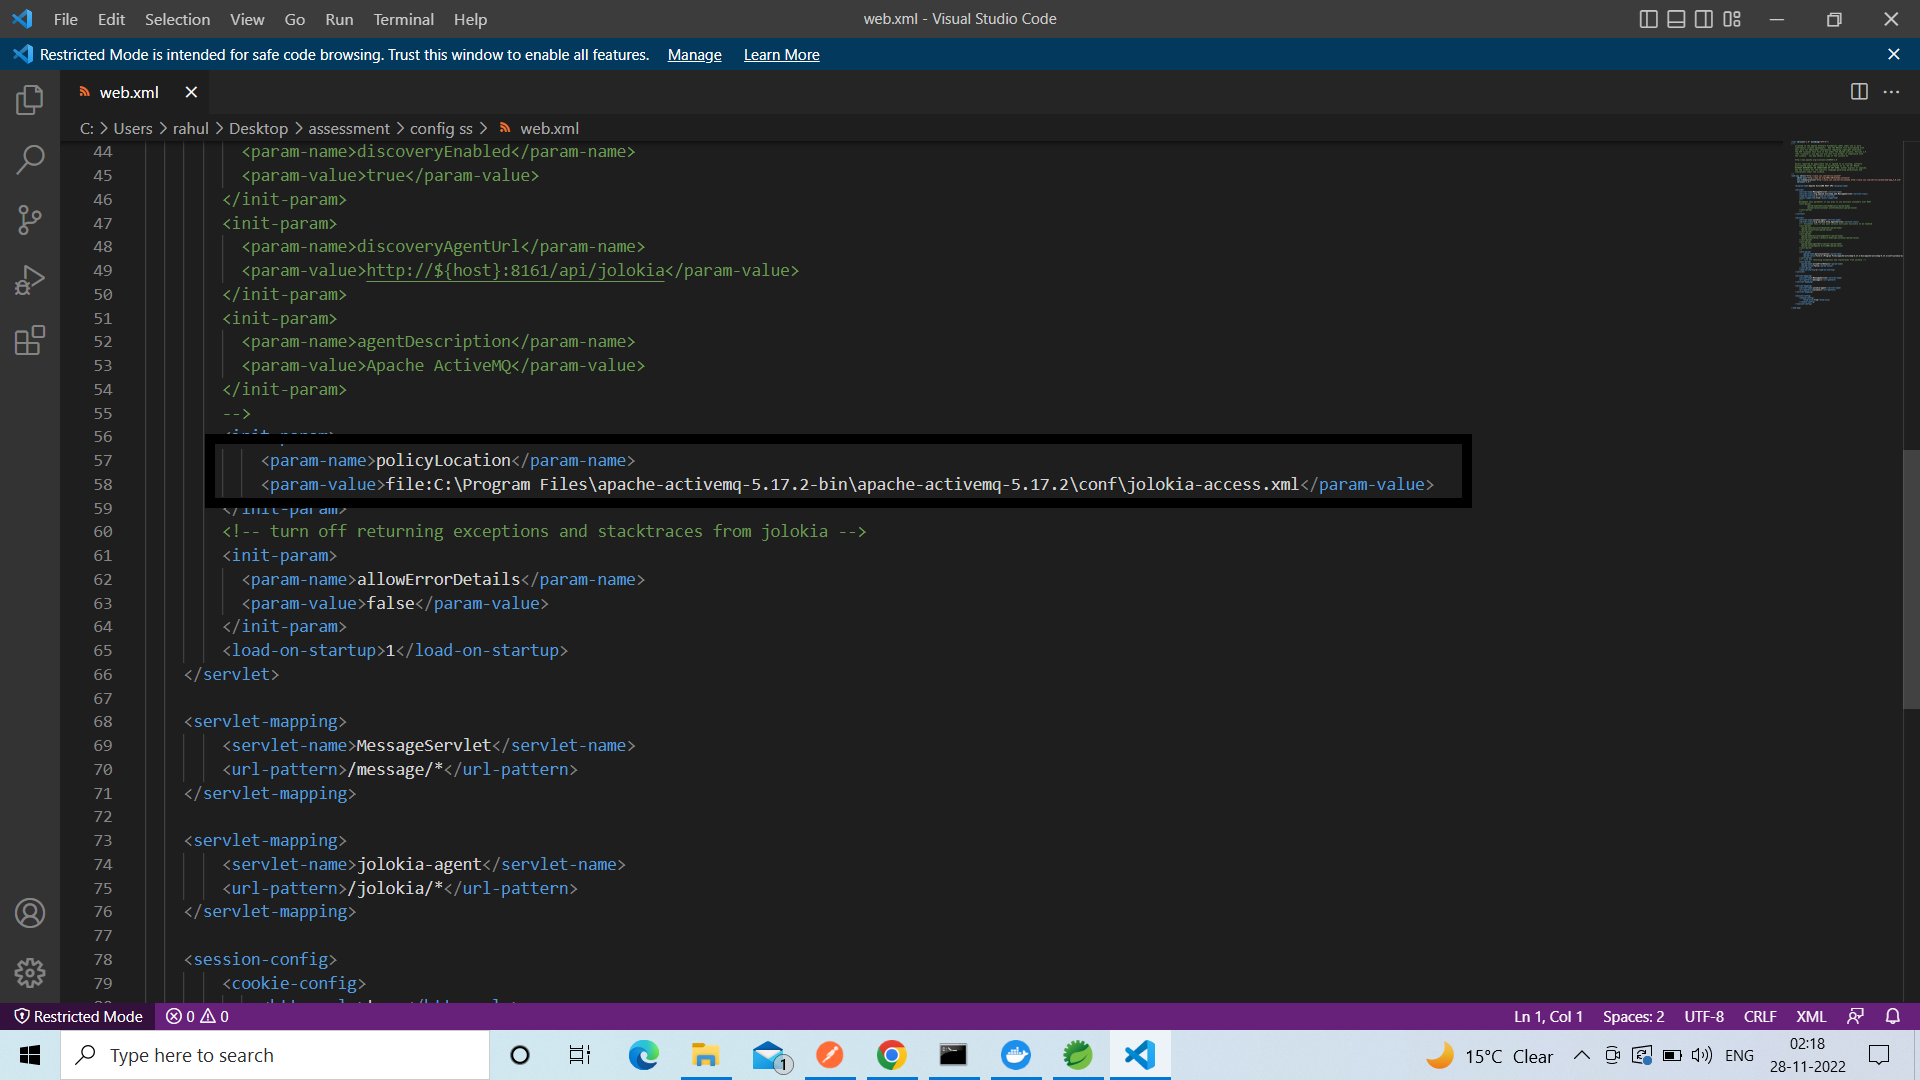 File Edit Selection View Go Run Terminal Help
web.xml - Visual Studio Code
Restricted Mode is intended for safe code browsing. Trust this window to enable all features. Manage Learn More
web.xml
C: > Users > rahul > Desktop > assessment > config ss > web.xml
44 <param-name>discoveryEnabled</param-name>
45 <param-value>true</param-value>
46 </init-param>
47 <init-param>
48 <param-name>discoveryAgentUrl</param-name>
49 <param-value>http://${host}:8161/api/jolokia</param-value>
50 </init-param>
51 <init-param>
52 <param-name>agentDescription</param-name>
53 <param-value>Apache ActiveMQ</param-value>
54 </init-param>
55 -->
56 <init-param>
57 <param-name>policyLocation</param-name>
58 <param-value>file:C:\Program Files\apache-activemq-5.17.2-bin\apache-activemq-5.17.2\conf\jolokia-access.xml</param-value>
59 </init-param>
60 <!-- turn off returning exceptions and stacktraces from jolokia -->
61 <init-param>
62 <param-name>allowErrorDetails</param-name>
63 <param-value>false</param-value>
64 </init-param>
65 <load-on-startup>1</load-on-startup>
66 </servlet>
67
68 <servlet-mapping>
69 <servlet-name>MessageServlet</servlet-name>
70 <url-pattern>/message/*</url-pattern>
71 </servlet-mapping>
72
73 <servlet-mapping>
74 <servlet-name>jolokia-agent</servlet-name>
75 <url-pattern>/jolokia/*</url-pattern>
76 </servlet-mapping>
77
78 <session-config>
79 <cookie-config>
Restricted Mode 0 0
Ln 1, Col 1 Spaces: 2 UTF-8 CRLF XML
Type here to search
1
15°C Clear
ENG
02:18
28-11-2022